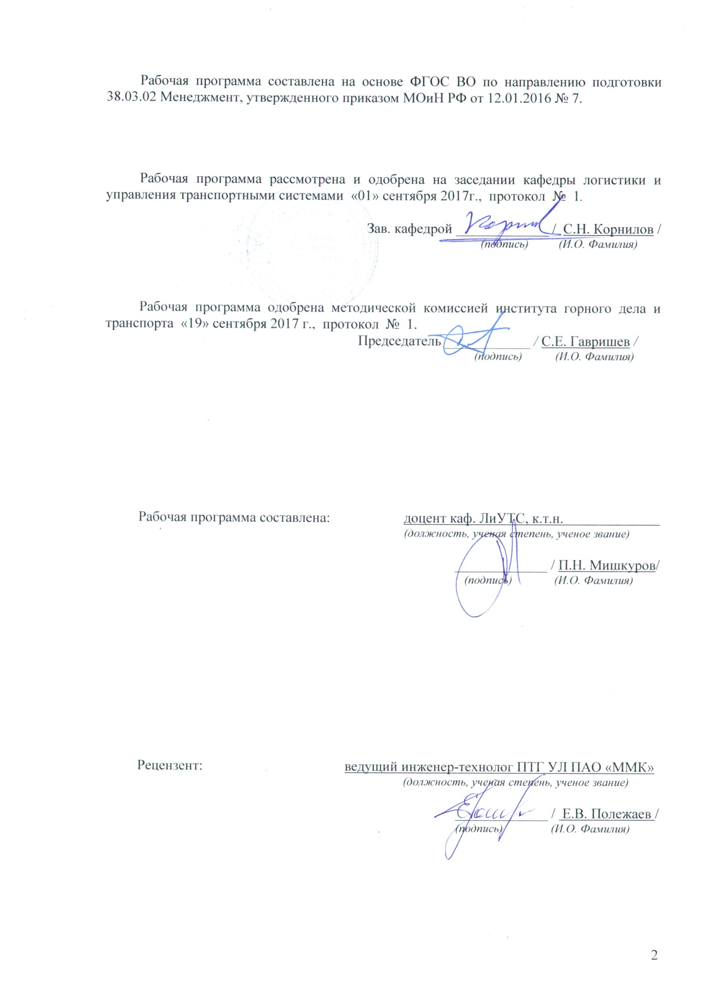 Рабочая программа составлена на основе ФГОС ВО по направлению подготовки
38.03.02 Менеджмент, утвержденного приказом МОиН РФ от 12.01.2016 № 7.
Рабочая программа рассмотрена и одобрена на заседании кафедры логистики и
управления транспортными системами «01» сентября 2017г., протокол № 1.
Зав. кафедрой _____________ / С.Н. Корнилов /
(подпись) (И.О. Фамилия)
Рабочая программа одобрена методической комиссией института горного дела и
транспорта «19» сентября 2017 г., протокол № 1.
Председатель _____________ / С.Е. Гавришев /
(подпись) (И.О. Фамилия)
Рабочая программа составлена: доцент каф. ЛиУТС, к.т.н.
(должность, ученая степень, ученое звание)
_____________ / П.Н. Мишкуров/
(подпись) (И.О. Фамилия)
Рецензент: ведущий инженер-технолог ПТГ УЛ ПАО «ММК»
(должность, ученая степень, ученое звание)
_____________ / Е.В. Полежаев /
(подпись) (И.О. Фамилия)
2